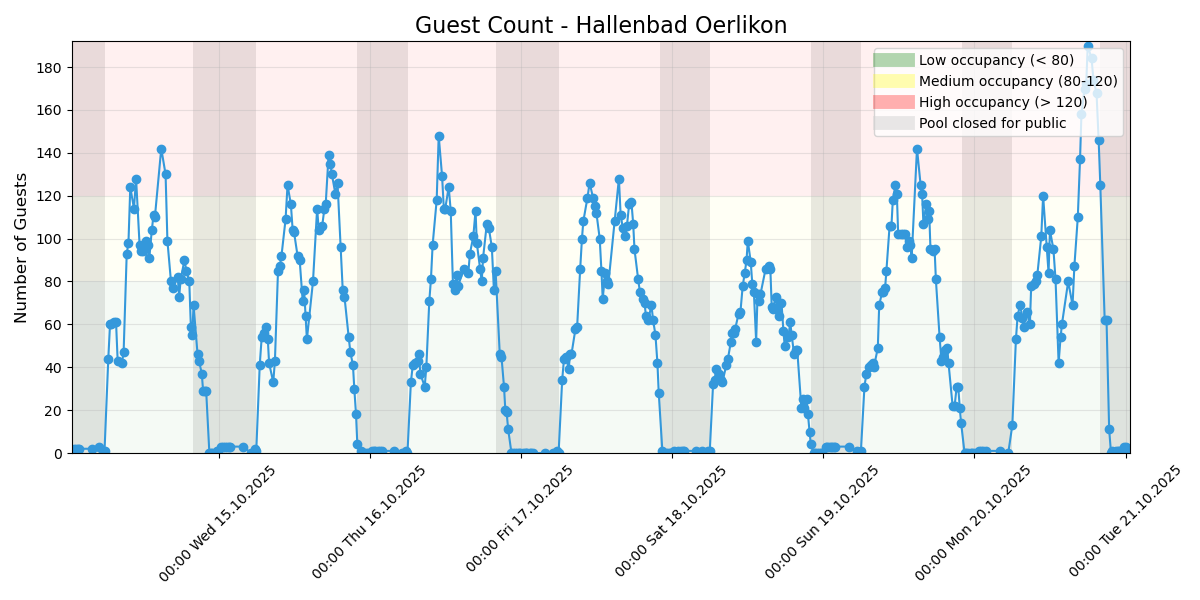 Guest Count - Hallenbad Oerlikon
Number of Guests
180
160
140
120
100
80
60
40
20
0
Low occupancy (< 80)
Medium occupancy (80-120)
High occupancy (> 120)
Pool closed for public
00:00 Wed 15.10.2025
00:00 Thu 16.10.2025
00:00 Fri 17.10.2025
00:00 Sat 18.10.2025
00:00 Sun 19.10.2025
00:00 Mon 20.10.2025
00:00 Tue 21.10.2025